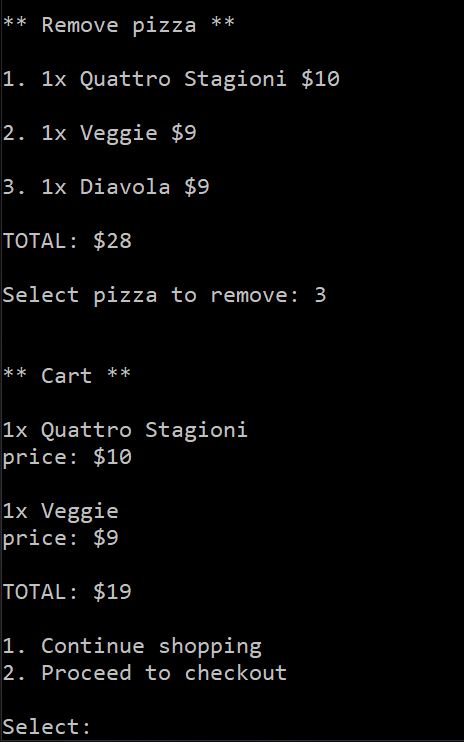 ** Remove pizza **
1. 1x Quattro Stagioni $10
2. 1x Veggie $9
3. 1x Diavola $9
TOTAL: $28
Select pizza to remove: 3
** Cart **
1x Quattro Stagioni
price: $10
1x Veggie
price: $9
TOTAL: $19
1. Continue shopping
2. Proceed to checkout
Select: